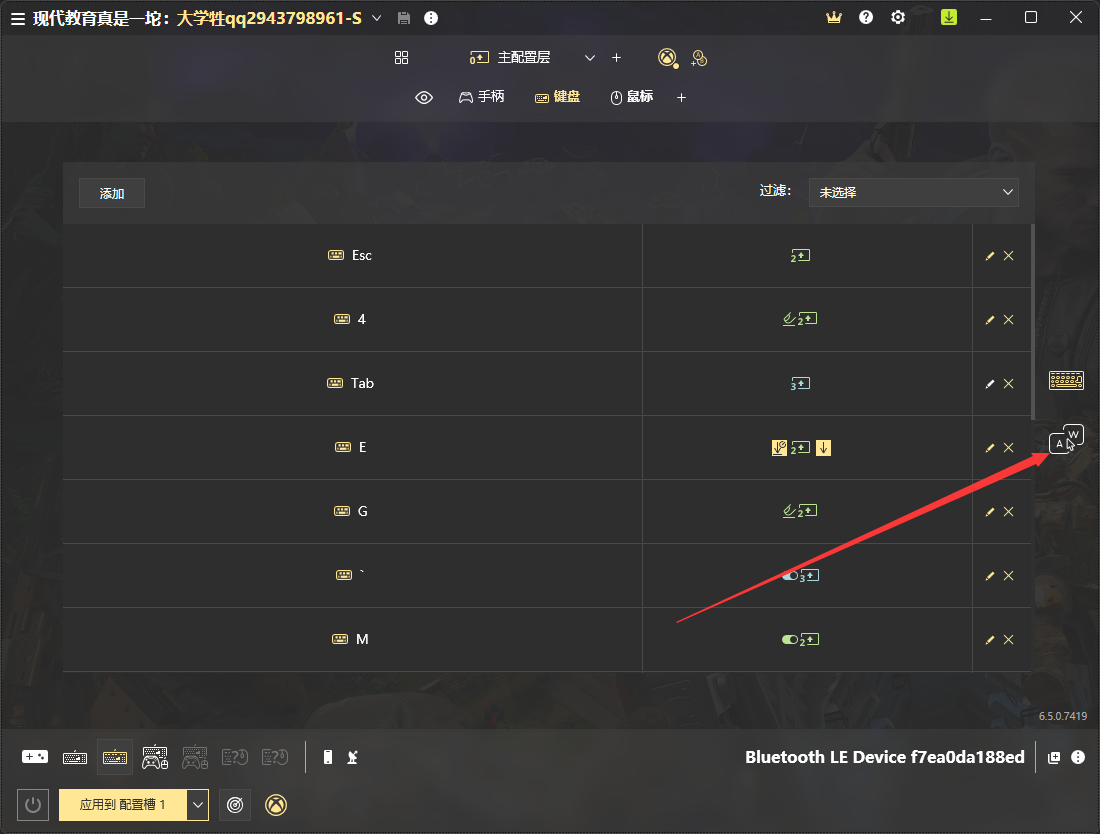 现代教育真是一坨: 大学牲qq2943798961-S
主配置层
手柄 键盘 鼠标
添加 过滤: 未选择
Esc 2
4 2
Tab 3
E 2
G 2
` 3
M 2
A W
6.5.0.7419
Bluetooth LE Device f7ea0da188ed
应用到 配置槽 1